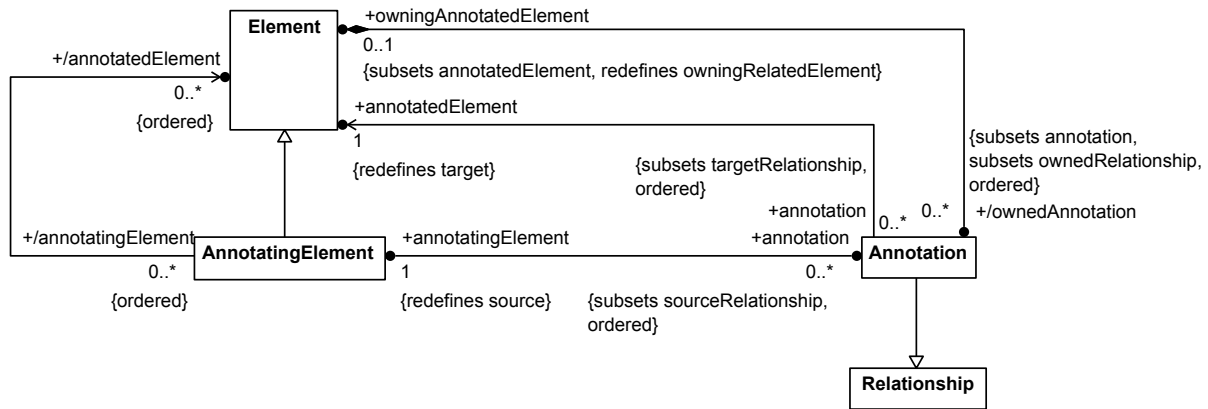 Element
+owningAnnotatedElement
0..1
{subsets annotatedElement, redefines owningRelatedElement}
+/annotatedElement
0..*
{ordered}
+annotatedElement
1
{redefines target}
{subsets targetRelationship,
ordered}
{subsets annotation,
subsets ownedRelationship,
ordered}
+annotation
0..*
0..*
+/ownedAnnotation
+/annotatingElement
0..*
{ordered}
AnnotatingElement
+annotatingElement
1
{redefines source}
+annotation
0..*
{subsets sourceRelationship,
ordered}
Annotation
Relationship